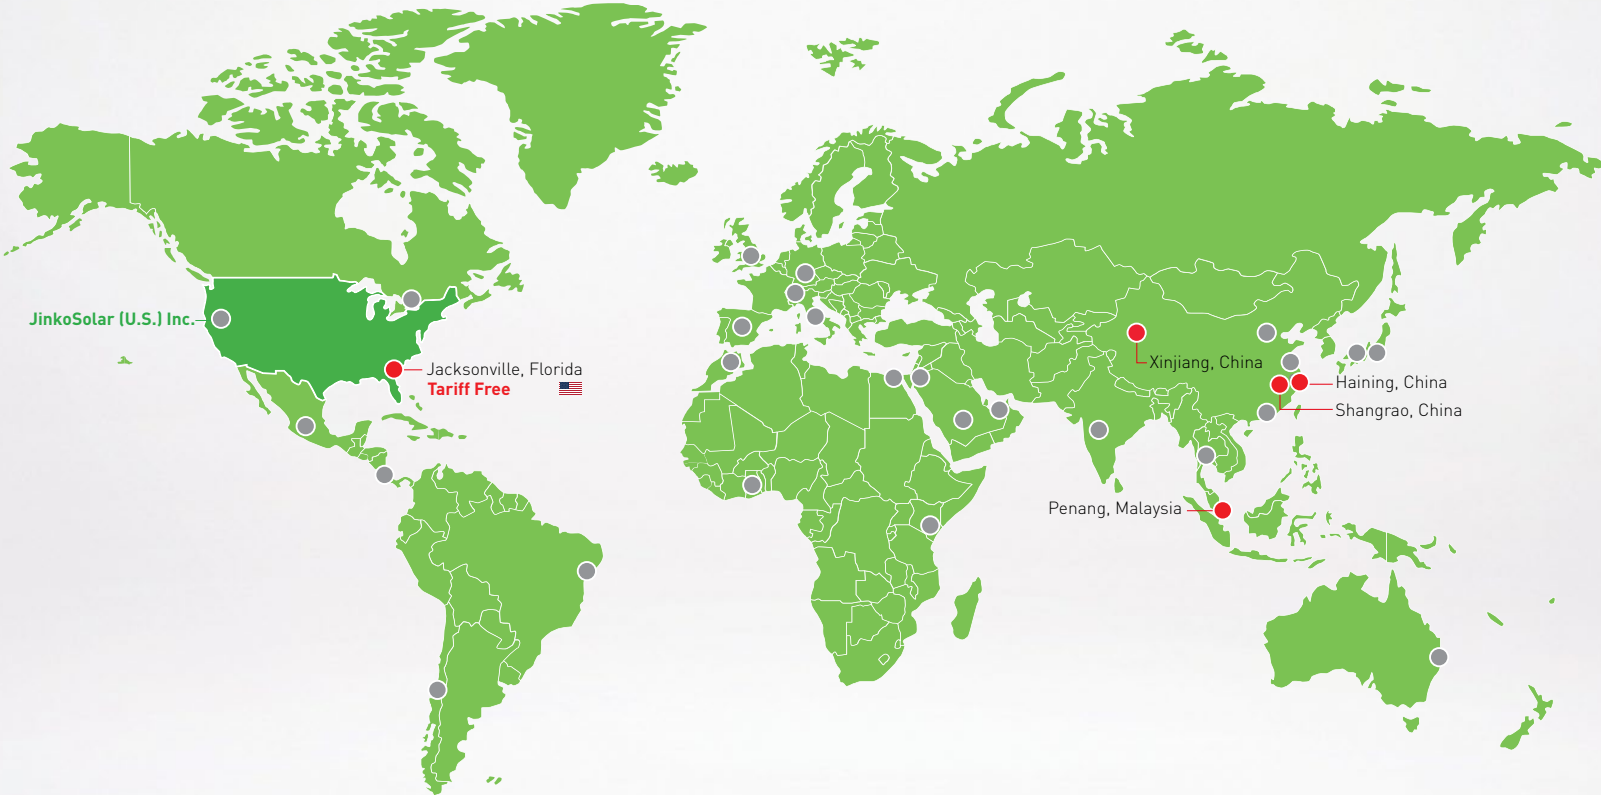 JinkoSolar (U.S.) Inc.
Jacksonville, Florida
Tariff Free
Xinjiang, China
Haining, China
Shangrao, China
Penang, Malaysia